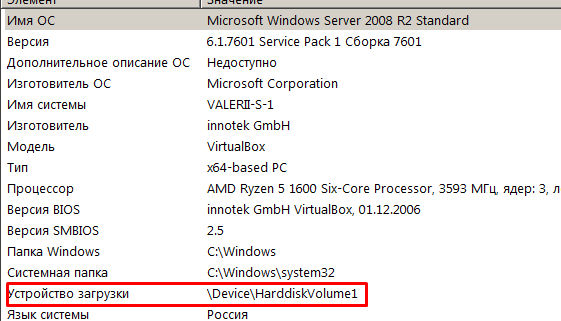 Элемент Значение
Имя ОС Microsoft Windows Server 2008 R2 Standard
Версия 6.1.7601 Service Pack 1 Сборка 7601
Дополнительное описание ОС Недоступно
Изготовитель ОС Microsoft Corporation
Имя системы VALERII-S-1
Изготовитель innotek GmbH
Модель VirtualBox
Тип x64-based PC
Процессор AMD Ryzen 5 1600 Six-Core Processor, 3593 МГц, ядер: 3, л
Версия BIOS innotek GmbH VirtualBox, 01.12.2006
Версия SMBIOS 2.5
Папка Windows C:\Windows
Системная папка C:\Windows\system32
Устройство загрузки \Device\HarddiskVolume1
Язык системы Россия